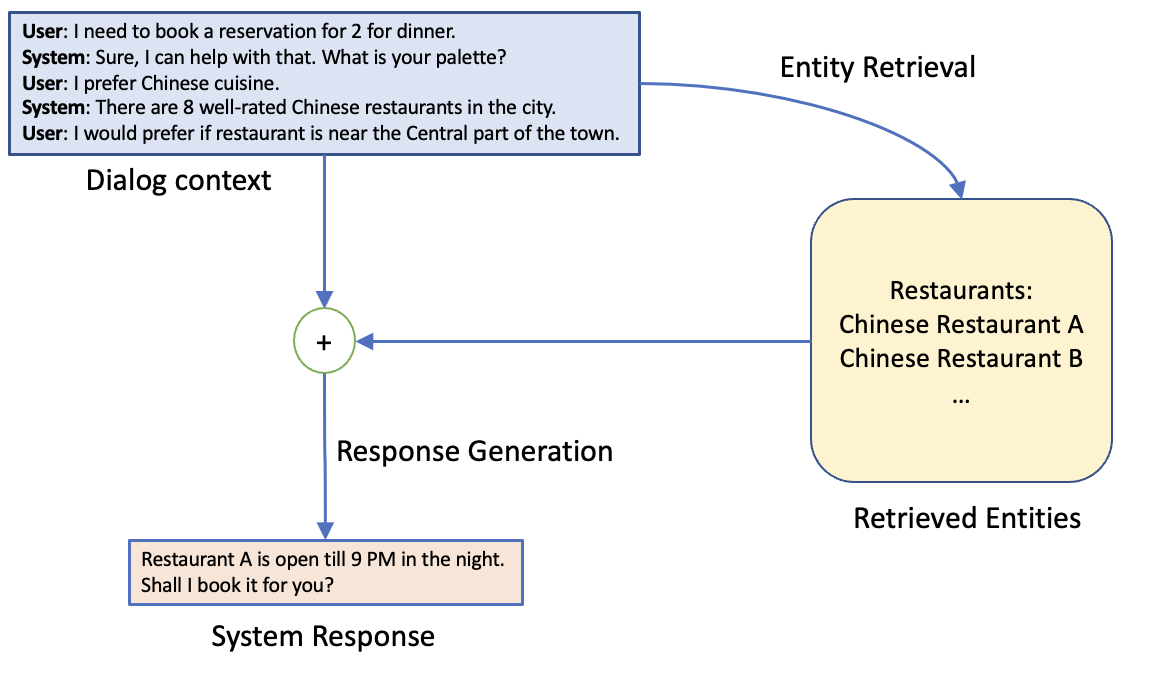 User: I need to book a reservation for 2 for dinner.
System: Sure, I can help with that. What is your palette?
User: I prefer Chinese cuisine.
System: There are 8 well-rated Chinese restaurants in the city.
User: I would prefer if restaurant is near the Central part of the town.
Entity Retrieval
Dialog context
Restaurants:
Chinese Restaurant A
Chinese Restaurant B
...
+
Response Generation
Retrieved Entities
Restaurant A is open till 9 PM in the night.
Shall I book it for you?
System Response